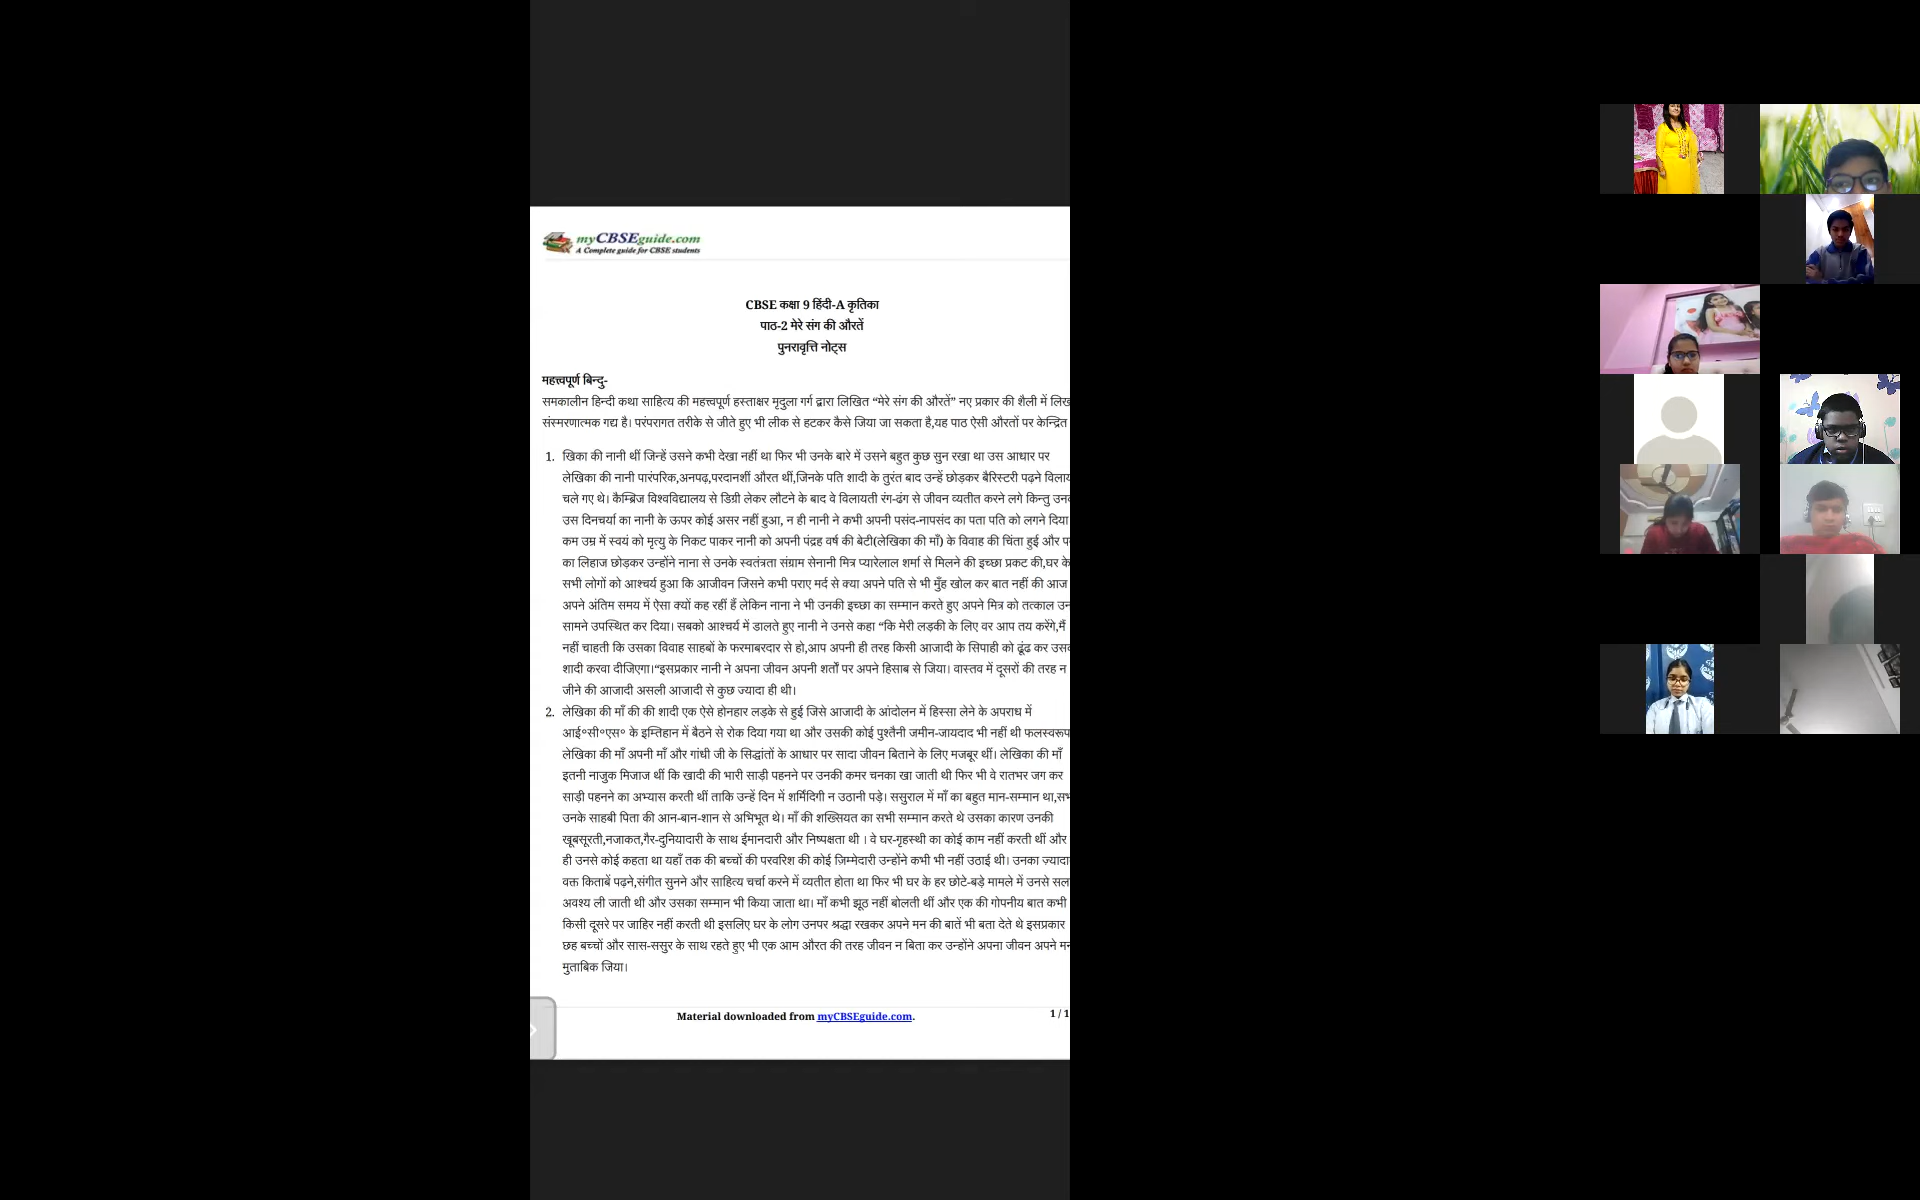 myCBSEguide.com
A Complete guide for CBSE students
CBSE कक्षा 9 हिंदी-A कृतिका
पाठ-2 मेरे संग की औरतें
पुनरावृत्ति नोट्स
महत्त्वपूर्ण बिन्दु-
समकालीन हिन्दी कथा साहित्य की महत्त्वपूर्ण हस्ताक्षर मृदुला गर्ग द्वारा लिखित “मेरे संग की औरतें” नए प्रकार की शैली में
संस्मरणात्मक गद्य है। परंपरागत तरीके से जीते हुए भी लीक से हटकर कैसे जिया जा सकता है,यह पाठ ऐसी औरतों पर केन्द्रित
1. खिका की नानी थीं जिन्हें उसने कभी देखा नहीं था फिर भी उनके बारे में उसने बहुत कुछ सुन रखा था उस आधार पर
लेखिका की नानी पारंपरिक,अनपढ़,परदानशीं औरत थीं,जिनके पति शादी के तुरंत बाद उन्हें छोड़कर बैरिस्टरी पढ़ने
चले गए थे। कैम्ब्रिज विश्वविद्यालय से डिग्री लेकर लौटने के बाद वे विलायती रंग-ढंग से जीवन व्यतीत करने लगे किन्तु
उस दिनचर्या का नानी के ऊपर कोई असर नहीं हुआ, न ही नानी ने कभी अपनी पसंद-नापसंद का पता पति को लगने दिया
कम उम्र में स्वयं को मृत्यु के निकट पाकर नानी को अपनी पंद्रह वर्ष की बेटी(लेखिका की माँ) के विवाह की चिंता हुई और
का लिहाज छोड़कर उन्होंने नाना से उनके स्वतंत्रता संग्राम सेनानी मित्र प्यारेलाल शर्मा से मिलने की इच्छा प्रकट की,घर के
सभी लोगों को आश्चर्य हुआ कि आजीवन जिसने कभी पराए मर्द से क्या अपने पति से भी मुँह खोल कर बात नहीं की आज
अपने अंतिम समय में ऐसा क्यों कह रहीं हैं लेकिन नाना ने भी उनकी इच्छा का सम्मान करते हुए अपने मित्र को तत्काल
सामने उपस्थित कर दिया। सबको आश्चर्य में डालते हुए नानी ने उनसे कहा “कि मेरी लड़की के लिए वर आप तय करेंगे,मैं
नहीं चाहती कि उसका विवाह साहबों के फरमाबरदार से हो,आप अपनी ही तरह किसी आजादी के सिपाही को ढूंढ कर
शादी करवा दीजिएगा।“इसप्रकार नानी ने अपना जीवन अपनी शर्तों पर अपने हिसाब से जिया। वास्तव में दूसरों की तरह न
जीने की आजादी असली आजादी से कुछ ज्यादा ही थी।
2. लेखिका की माँ की की शादी एक ऐसे होनहार लड़के से हुई जिसे आजादी के आंदोलन में हिस्सा लेने के अपराध में
आई॰सी॰एस॰ के इम्तिहान में बैठने से रोक दिया गया था और उसकी कोई पुश्तैनी जमीन-जायदाद भी नहीं थी फलस्वरूप
लेखिका की माँ अपनी माँ और गांधी जी के सिद्धांतों के आधार पर सादा जीवन बिताने के लिए मजबूर थीं। लेखिका की माँ
इतनी नाजुक मिजाज थीं कि खादी की भारी साड़ी पहनने पर उनकी कमर चनका खा जाती थी फिर भी वे रातभर जग कर
साड़ी पहनने का अभ्यास करती थीं ताकि उन्हें दिन में शर्मिंदिगी न उठानी पड़े। ससुराल में माँ का बहुत मान-सम्मान था,
उनके साहबी पिता की आन-बान-शान से अभिभूत थे। माँ की शख्सियत का सभी सम्मान करते थे उसका कारण उनकी
खूबसूरती,नजाकत,गैर-दुनियादारी के साथ ईमानदारी और निष्पक्षता थी । वे घर-गृहस्थी का कोई काम नहीं करती थीं और
ही उनसे कोई कहता था यहाँ तक की बच्चों की परवरिश की कोई ज़िम्मेदारी उन्होंने कभी भी नहीं उठाई थी। उनका ज़्यादा
वक्त किताबें पढ़ने,संगीत सुनने और साहित्य चर्चा करने में व्यतीत होता था फिर भी घर के हर छोटे-बड़े मामले में उनसे
अवश्य ली जाती थी और उसका सम्मान भी किया जाता था। माँ कभी झूठ नहीं बोलती थीं और एक की गोपनीय बात कभी
किसी दूसरे पर जाहिर नहीं करती थी इसलिए घर के लोग उनपर श्रद्धा रखकर अपने मन की बातें भी बता देते थे इसप्रकार
छह बच्चों और सास-ससुर के साथ रहते हुए भी एक आम औरत की तरह जीवन न बिता कर उन्होंने अपना जीवन अपने
मुताबिक जिया।
Material downloaded from myCBSEguide.com.
1 / 1